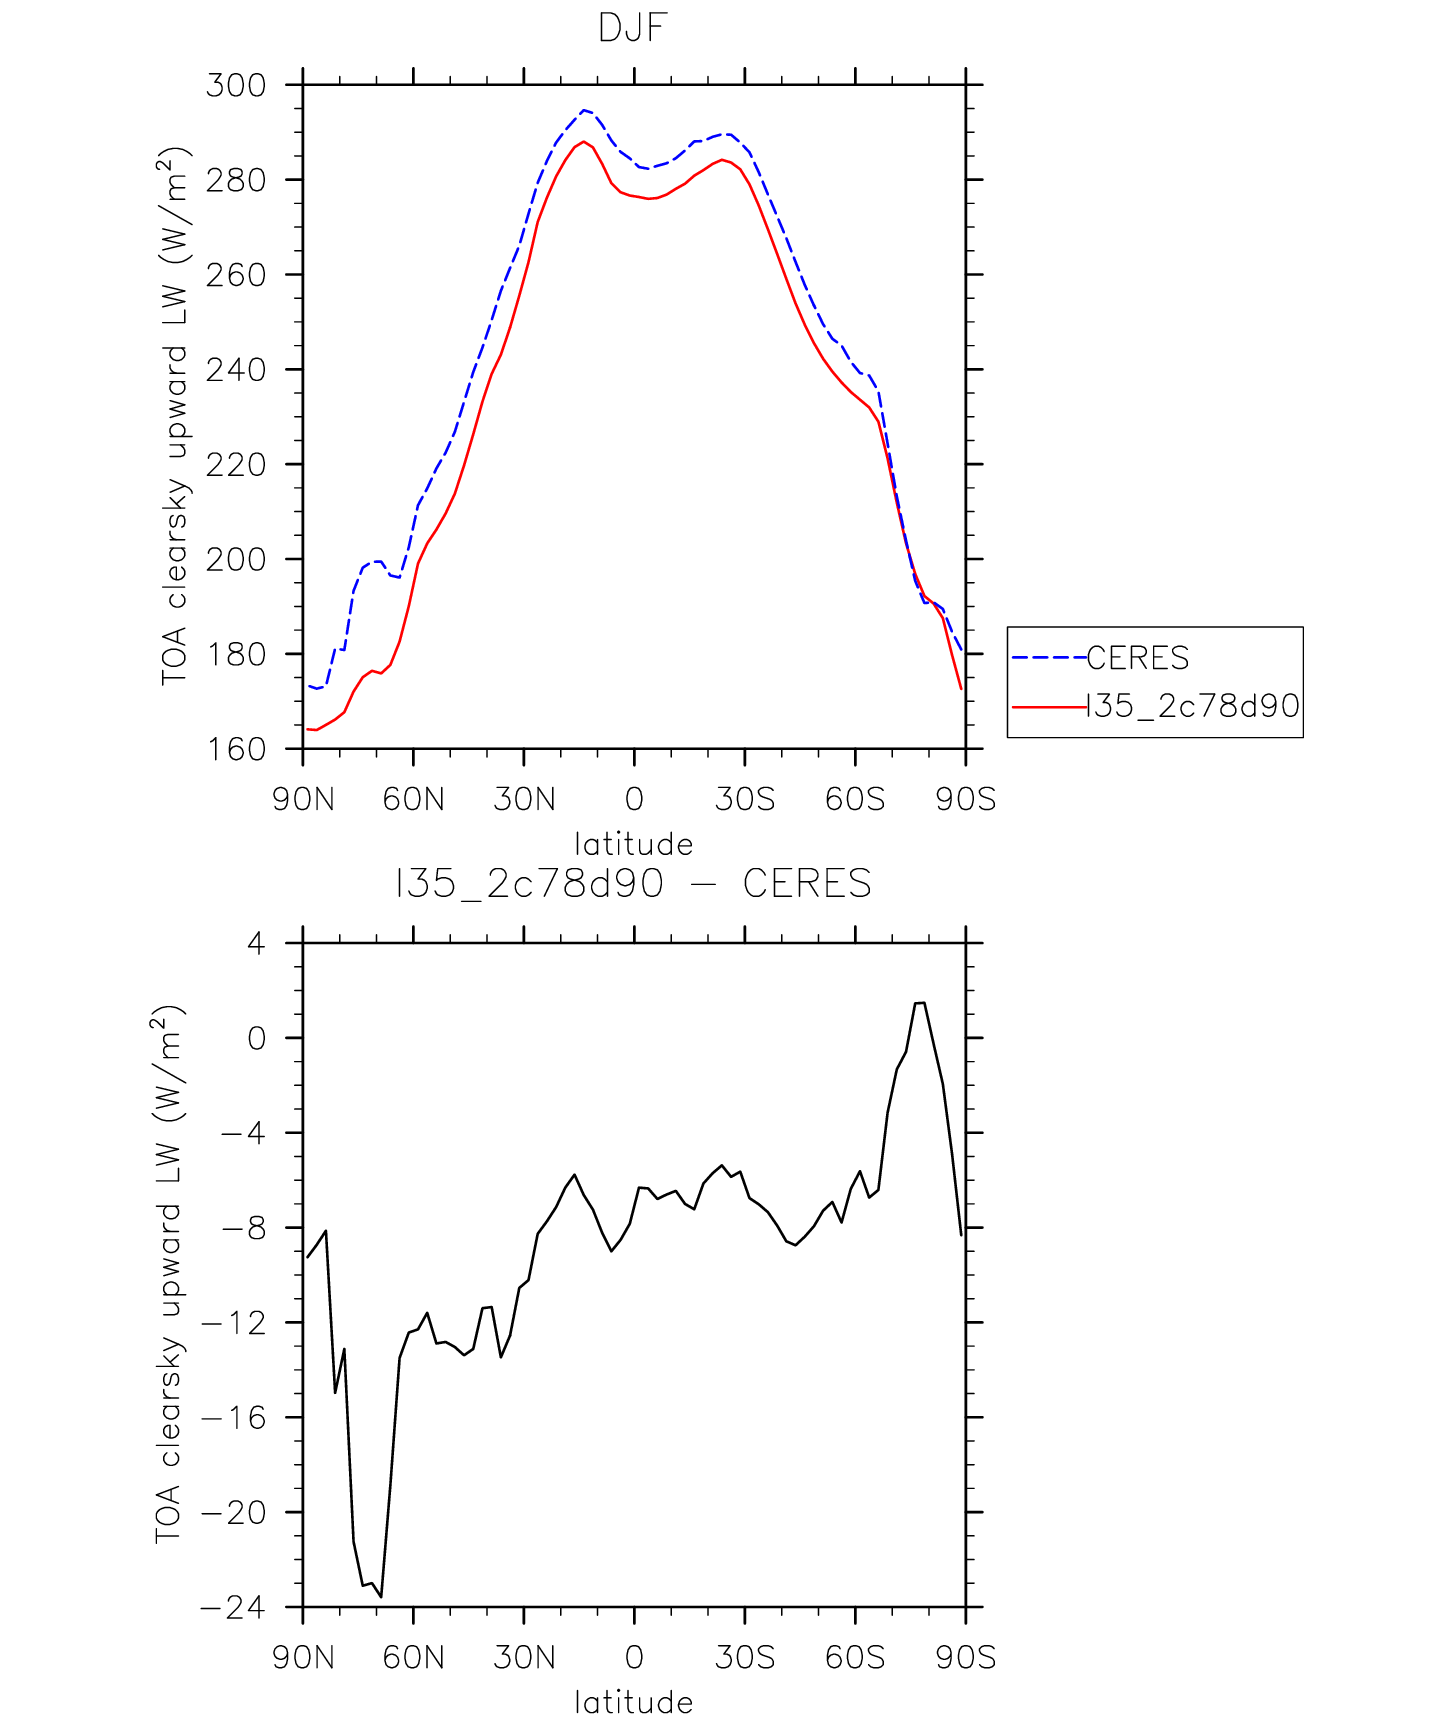 DJF
TOA clearsky upward LW (W/m²)
300
280
260
240
220
200
180
160
90N 60N 30N 0 30S 60S 90S
latitude
CERES
I35_2c78d90
I35_2c78d90 − CERES
TOA clearsky upward LW (W/m²)
4
0
−4
−8
−12
−16
−20
−24
90N 60N 30N 0 30S 60S 90S
latitude